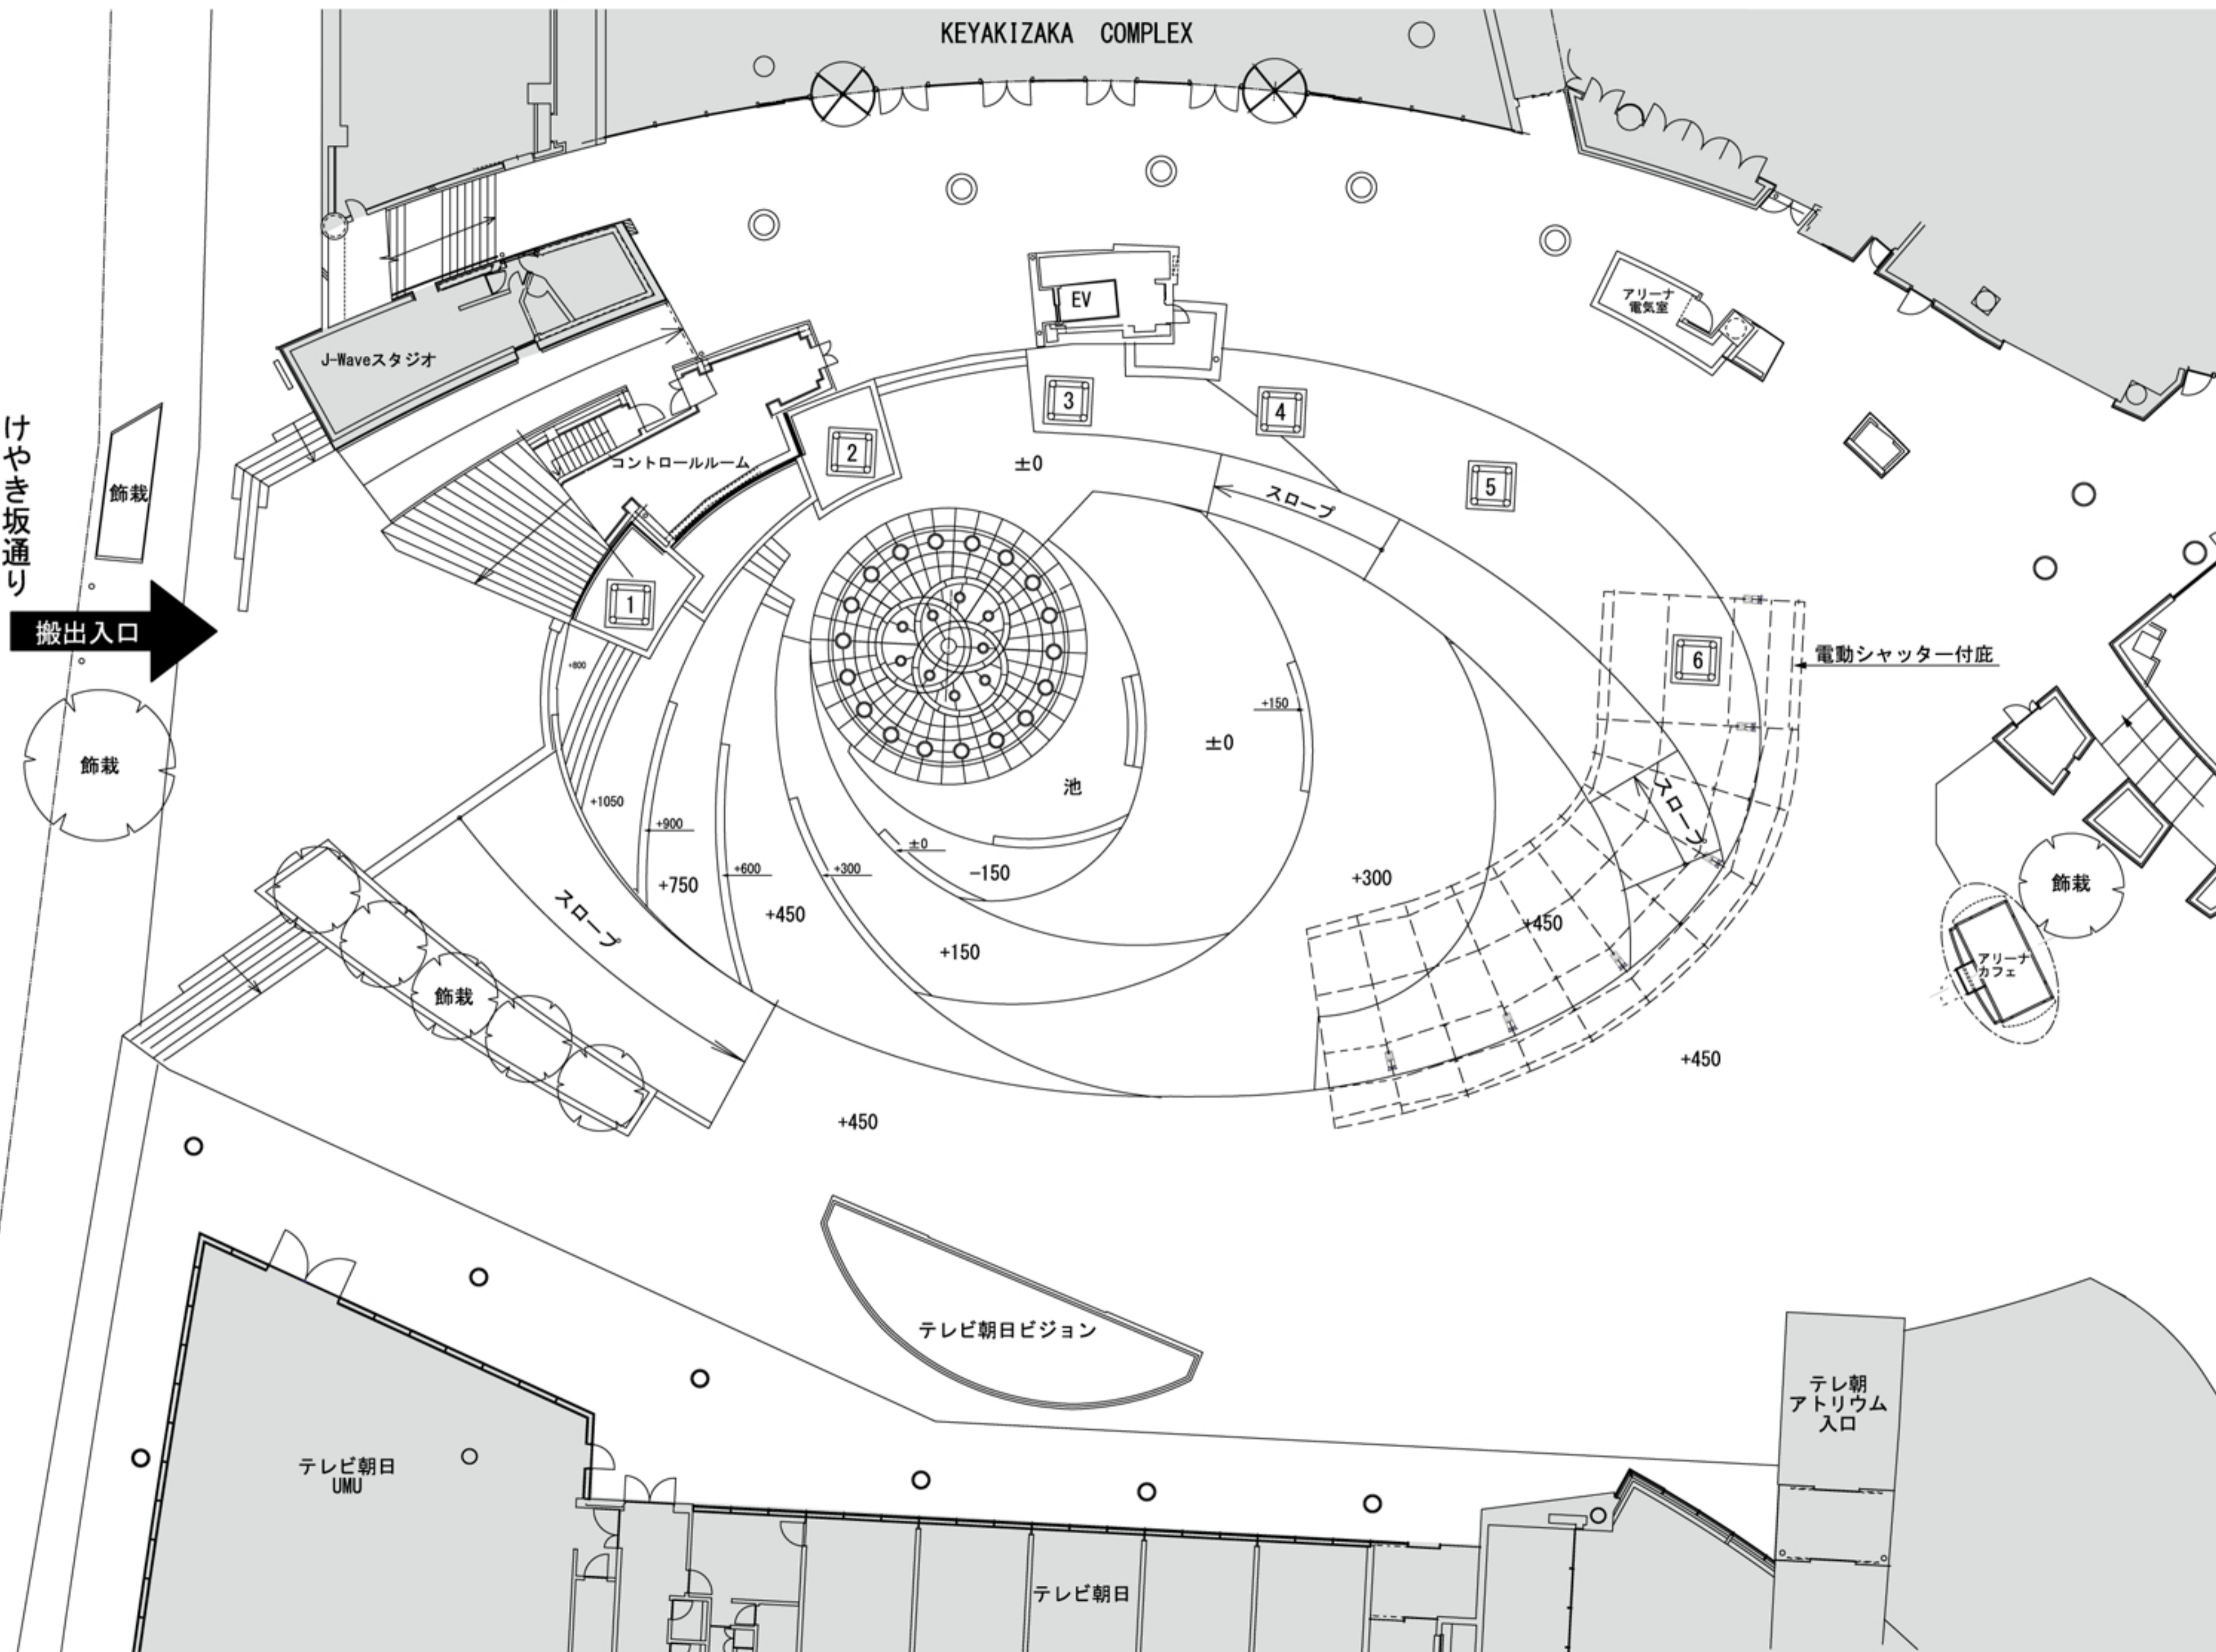 KEYAKIZAKA COMPLEX
EV
アリーナ
電気室
J-Waveスタジオ
3
4
けやき坂通り
コントロールルーム
2
±0
スロープ
5
飾栽
1
搬出入口
6
電動シャッター付庇
+800
+150
±0
飾栽
池
スロープ
+1050
+900
±0
+600
+300
-150
+750
+300
飾栽
スロープ
+450
+450
+150
アリーナ
カフェ
飾栽
+450
+450
テレビ朝日ビジョン
テレ朝
アトリウム
入口
テレビ朝日
UMU
テレビ朝日